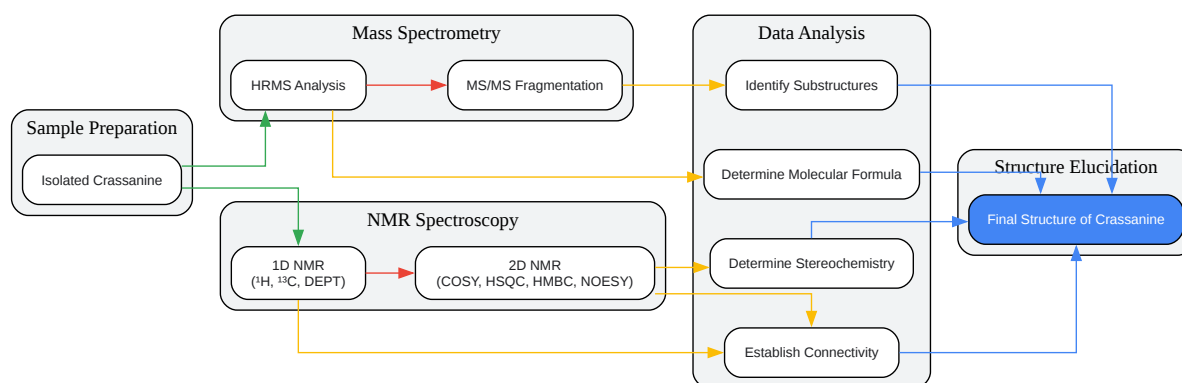 Sample Preparation
Isolated Crassanine
Mass Spectrometry
HRMS Analysis
MS/MS Fragmentation
NMR Spectroscopy
1D NMR
(¹H, ¹³C, DEPT)
2D NMR
(COSY, HSQC, HMBC, NOESY)
Data Analysis
Identify Substructures
Determine Molecular Formula
Determine Stereochemistry
Establish Connectivity
Structure Elucidation
Final Structure of Crassanine